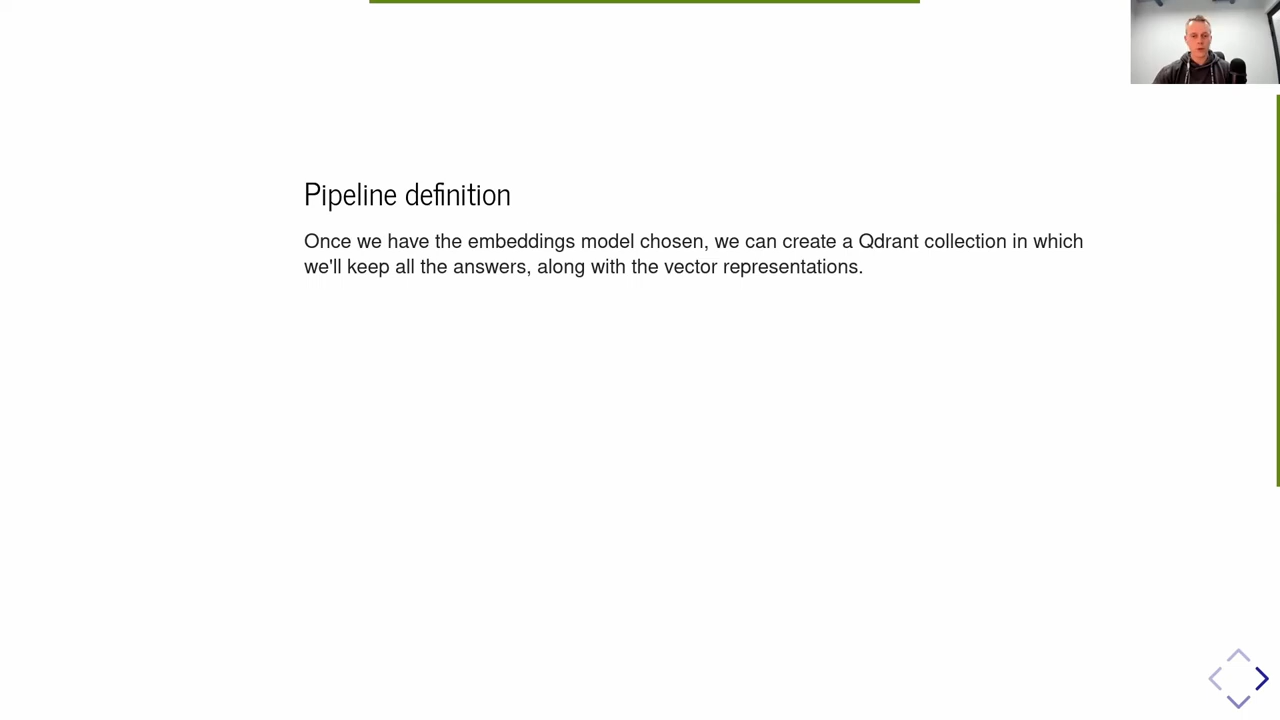 Pipeline definition
Once we have the embeddings model chosen, we can create a Qdrant collection in which
we'll keep all the answers, along with the vector representations.